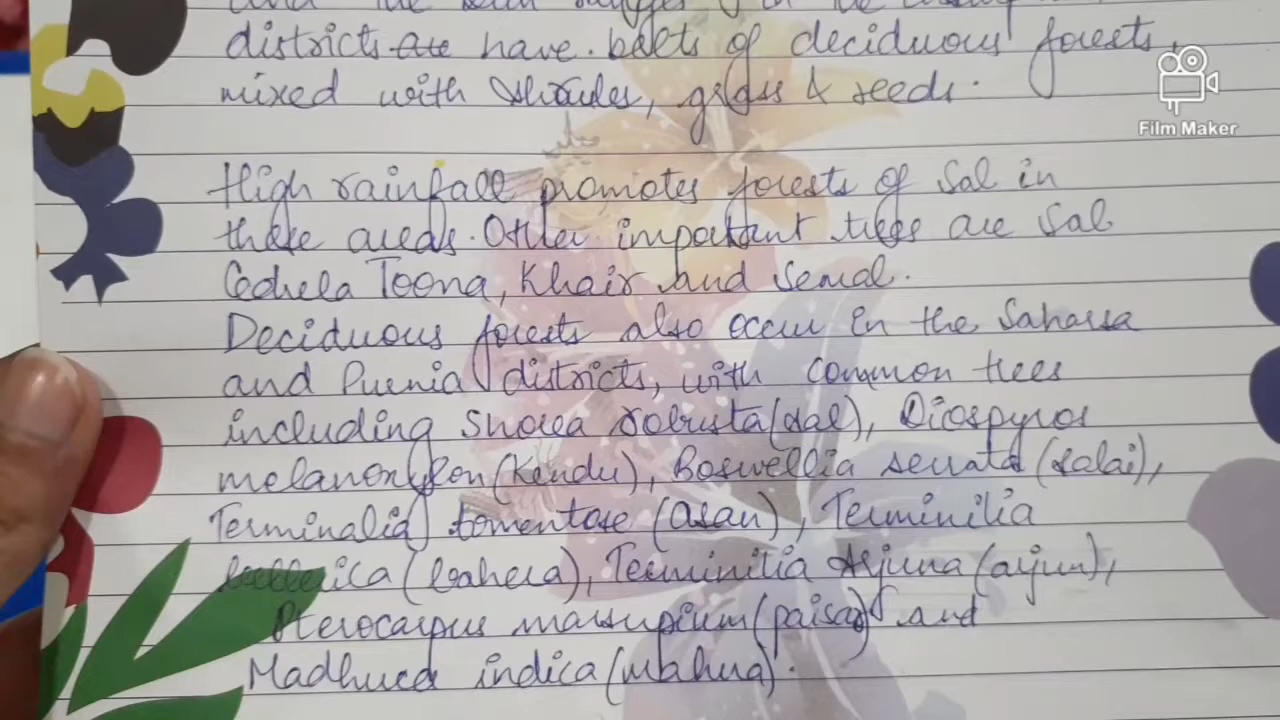 districts are have belts of deciduous forests,
mixed with shrules, grass & reeds.
Film Maker
High rainfall promotes forests of Sal in
these areas. Other important trees are Sal
Cedrela Toona, Khair and Semal.
Deciduous forests also occur in the Saharsa
and Purnia districts, with common trees
including Shorea robusta (sal), Diospyros
melanoxylon (Kendu), Boswellia serrata (salai),
Terminalia tomentose (Asan), Terminilia
bellerica (bahera), Terminilia Arjuna (arjun),
Pterocarpus marsupium (paisar) and
Madhuca indica (mahua).